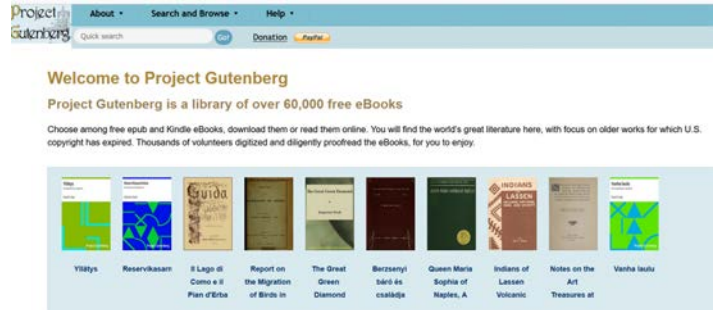 Project
Gutenberg
About
Search and Browse
Help
Quick search
Go!
Donation
PayPal
Welcome to Project Gutenberg
Project Gutenberg is a library of over 60,000 free eBooks
Choose among free epub and Kindle eBooks, download them or read them online. You will find the world's great literature here, with focus on older works for which U.S.
copyright has expired. Thousands of volunteers digitized and diligently proofread the eBooks, for you to enjoy.
Guida
INDIANS
LASSEN
Yllätys
Reservikasarm
Il Lago di
Como e il
Pian d'Erba
Report on
the Migration
of Birds in
The Great
Green
Diamond
Berzsenyi
báró és
családja
Queen Maria
Sophia of
Naples, A
Indians of
Lassen
Volcanic
Notes on the
Art
Treasures at
Vanha laulu